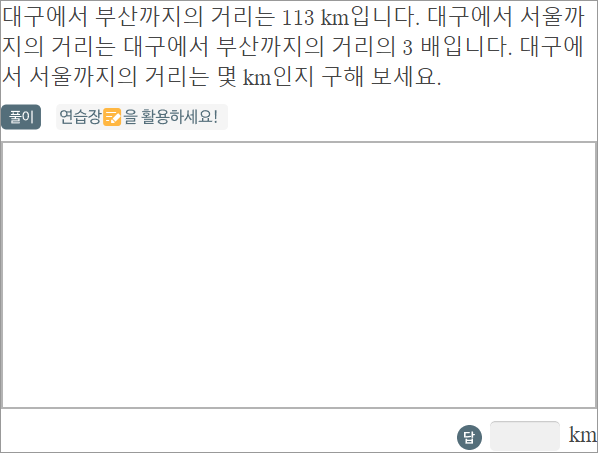 대구에서 부산까지의 거리는 113 km입니다. 대구에서 서울까
지의 거리는 대구에서 부산까지의 거리의 3 배입니다. 대구에
서 서울까지의 거리는 몇 km인지 구해 보세요.
풀이 연습장을 활용하세요!
답 km